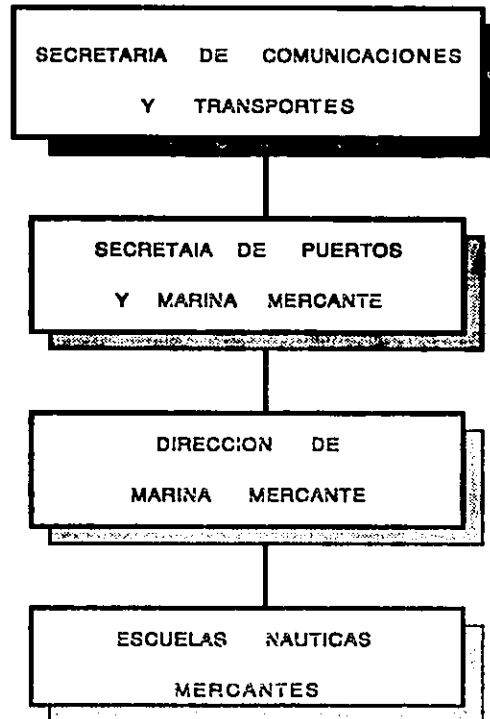 SECRETARIA DE COMUNICACIONES
Y TRANSPORTES
SECRETAIA DE PUERTOS
Y MARINA MERCANTE
DIRECCION DE
MARINA MERCANTE
ESCUELAS NAUTICAS
MERCANTES